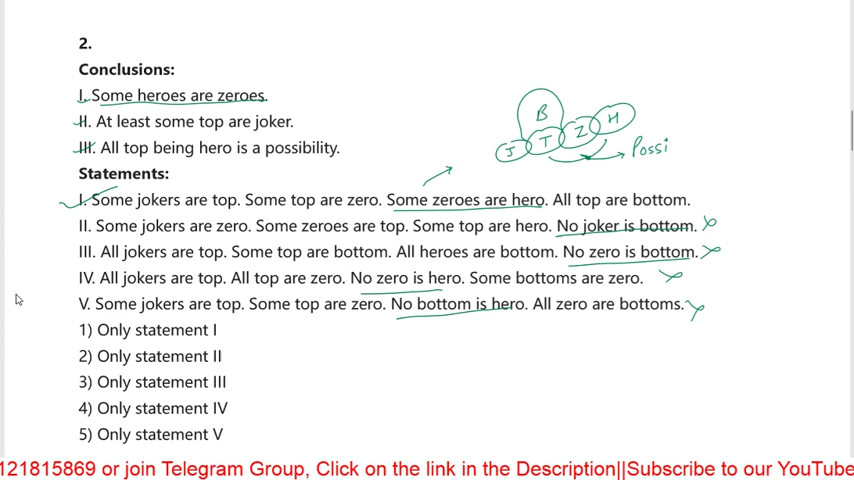 2.
Conclusions:
I. Some heroes are zeroes.
II. At least some top are joker.
III. All top being hero is a possibility.
B
H
Z
T
J
Possi
Statements:
I. Some jokers are top. Some top are zero. Some zeroes are hero. All top are bottom.
II. Some jokers are zero. Some zeroes are top. Some top are hero. No joker is bottom.
III. All jokers are top. Some top are bottom. All heroes are bottom. No zero is bottom.
IV. All jokers are top. All top are zero. No zero is hero. Some bottoms are zero.
V. Some jokers are top. Some top are zero. No bottom is hero. All zero are bottoms.
1) Only statement I
2) Only statement II
3) Only statement III
4) Only statement IV
5) Only statement V
121815869 or join Telegram Group, Click on the link in the Description||Subscribe to our YouTube